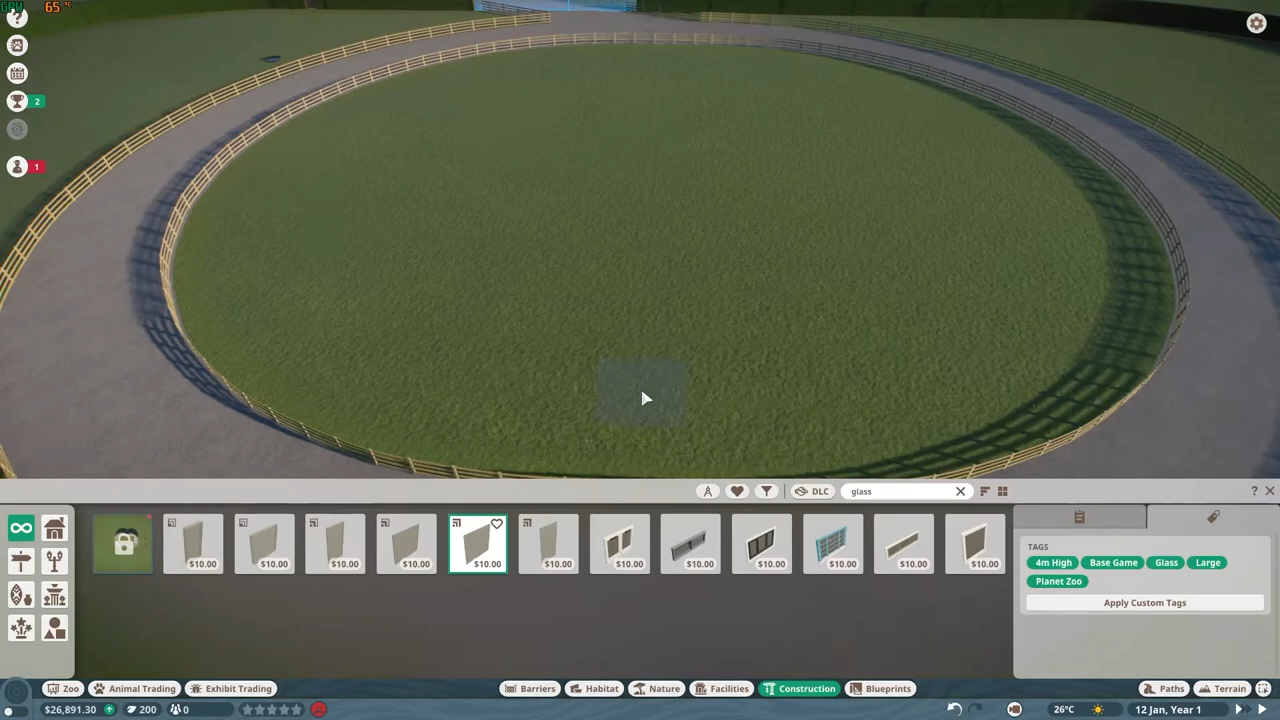 GPU 65 °C
?
2
1
DLC
glass
?
$10.00 $10.00 $10.00 $10.00 $10.00 $10.00 $10.00 $10.00 $10.00 $10.00 $10.00 $10.00
TAGS
4m High Base Game Glass Large
Planet Zoo
Apply Custom Tags
Zoo Animal Trading Exhibit Trading Barriers Habitat Nature Facilities Construction Blueprints Paths Terrain
$26,891.30 200 0 26°C 12 Jan, Year 1